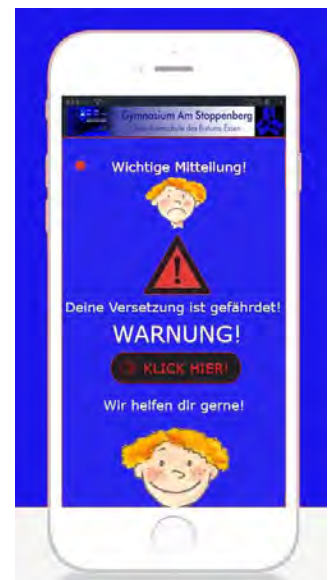 Gymnasium Am Stoppenberg
Wichtige Mitteilung!
Deine Versetzung ist gefährdet!
WARNUNG!
KLICK HIER!
Wir helfen dir gerne!